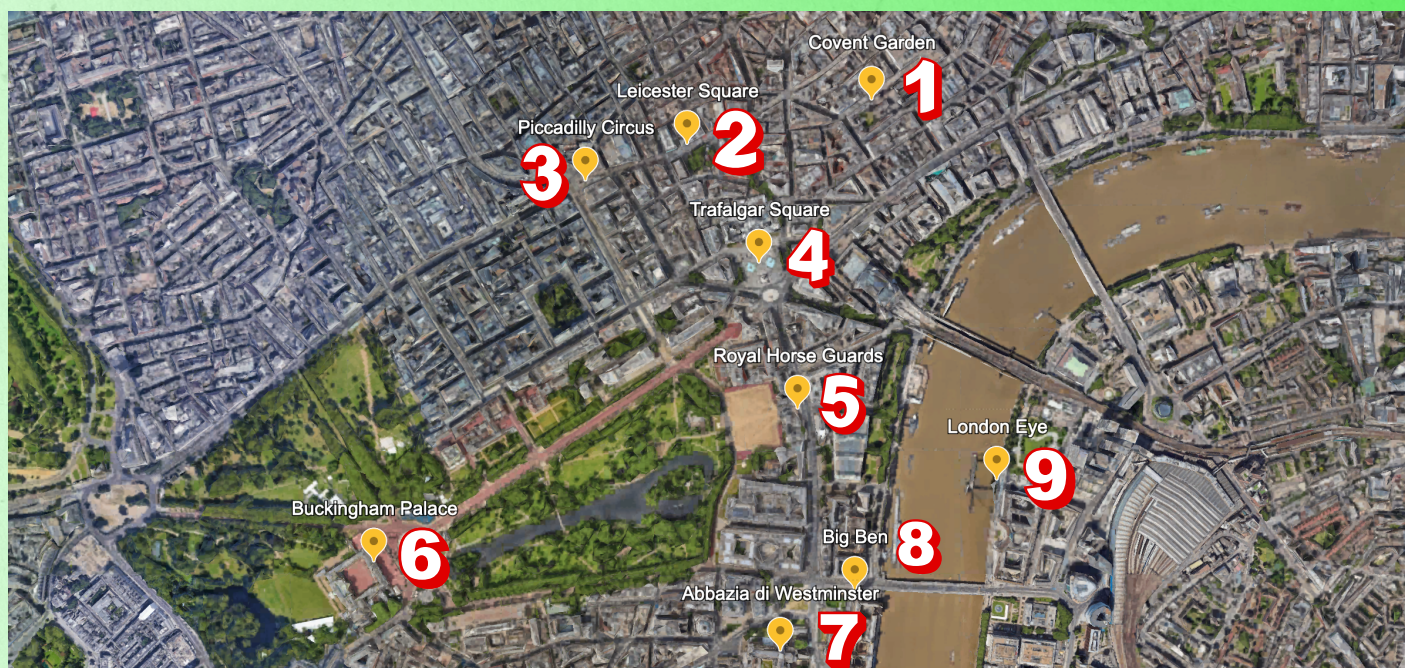 Covent Garden
1
Leicester Square
2
Piccadilly Circus
3
Trafalgar Square
4
Royal Horse Guards
5
London Eye
9
Buckingham Palace
6
Big Ben
8
Abbazia di Westminster
7